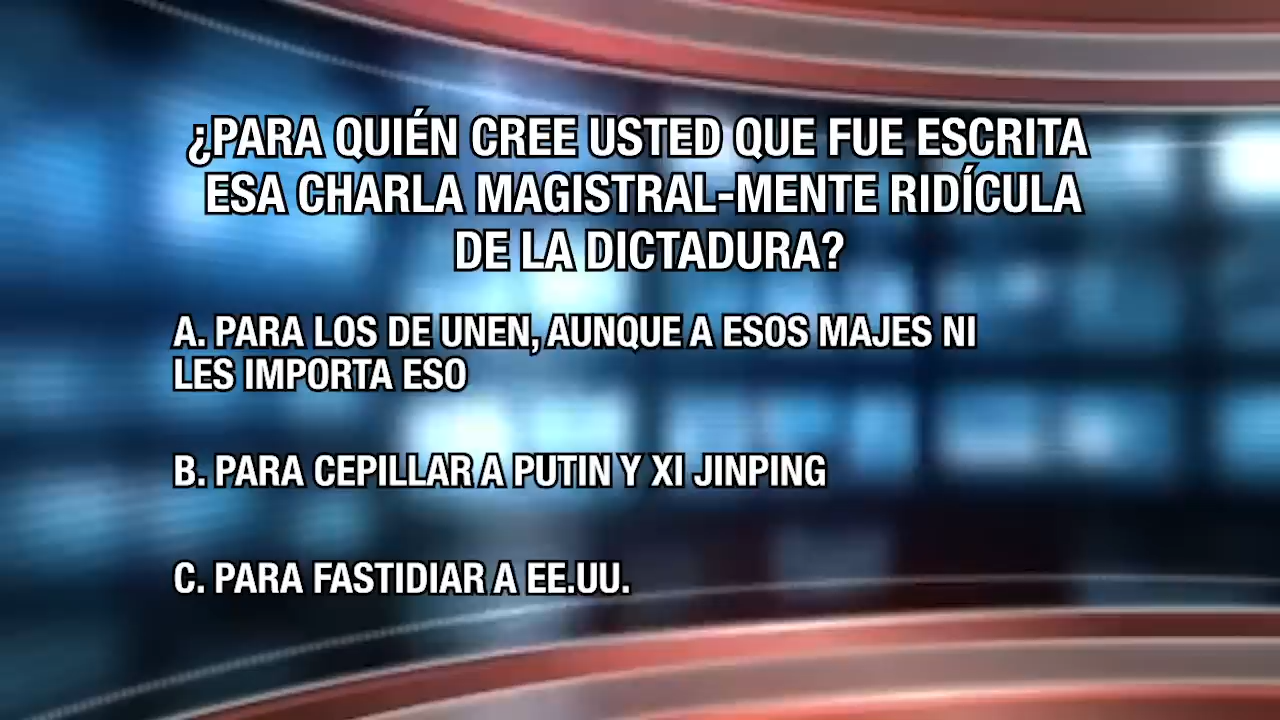 ¿PARA QUIÉN CREE USTED QUE FUE ESCRITA
ESA CHARLA MAGISTRAL-MENTE RIDÍCULA
DE LA DICTADURA?
A. PARA LOS DE UNEN, AUNQUE A ESOS MAJES NI
LES IMPORTA ESO
B. PARA CEPILLAR A PUTIN Y XI JINPING
C. PARA FASTIDIAR A EE.UU.